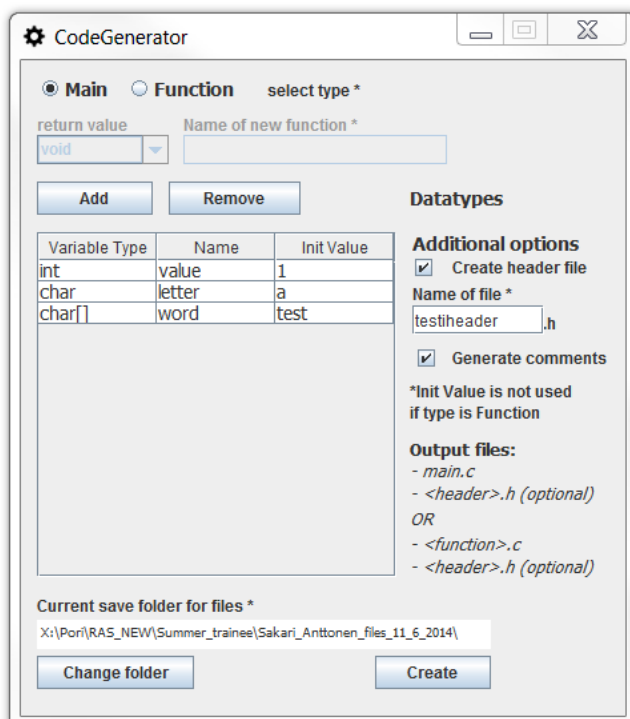 CodeGenerator
Main Function select type *
return value Name of new function *
void
Add Remove Datatypes
Variable Type Name Init Value
int value 1
char letter a
char[] word test
Additional options
Create header file
Name of file *
testiheader .h
Generate comments
*Init Value is not used
if type is Function
Output files:
- main.c
- <header>.h (optional)
OR
- <function>.c
- <header>.h (optional)
Current save folder for files *
X:\Pori\RAS_NEW\Summer_trainee\Sakari_Anttonen_files_11_6_2014\
Change folder Create